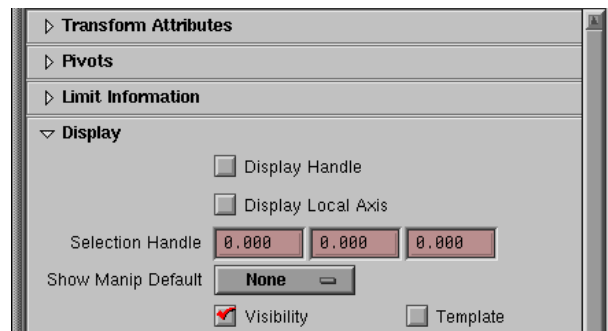 Transform Attributes
Pivots
Limit Information
Display
Display Handle
Display Local Axis
Selection Handle 0.000 0.000 0.000
Show Manip Default None
Visibility Template